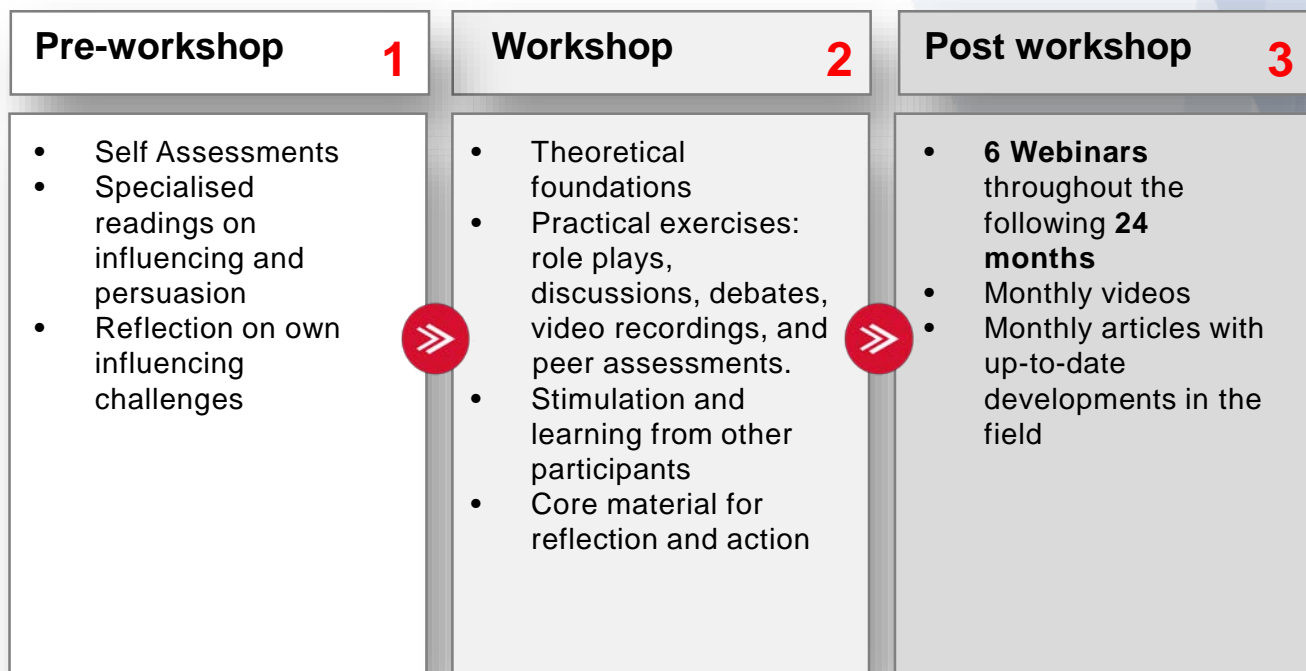 Pre-workshop 1
• Self Assessments
• Specialised
readings on
influencing and
persuasion
• Reflection on own
influencing
challenges
Workshop 2
• Theoretical
foundations
• Practical exercises:
role plays,
discussions, debates,
video recordings, and
peer assessments.
• Stimulation and
learning from other
participants
• Core material for
reflection and action
Post workshop 3
• 6 Webinars
throughout the
following 24
months
• Monthly videos
• Monthly articles with
up-to-date
developments in the
field